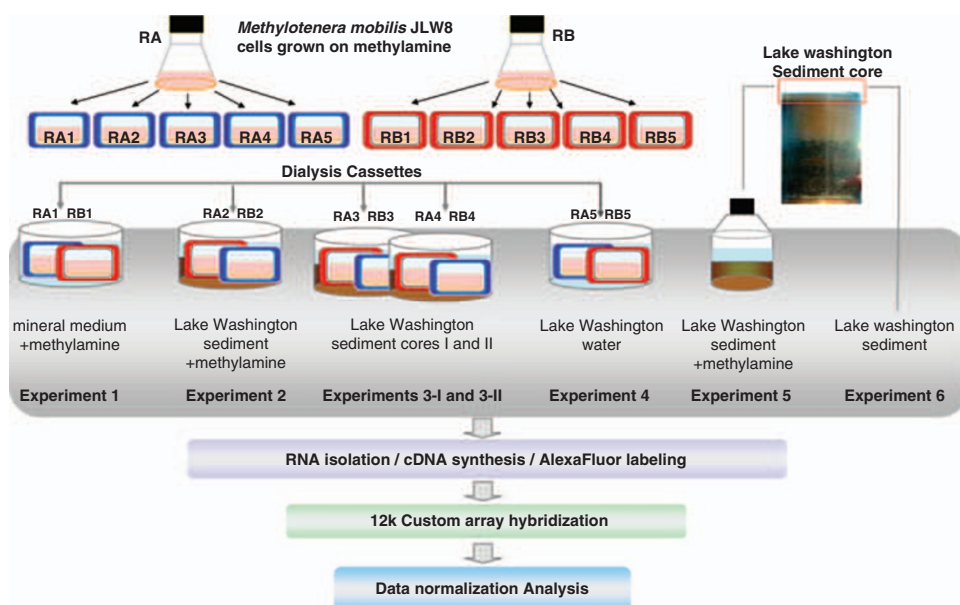 RA
Methylotenera mobilis JLW8
cells grown on methylamine
RB
Lake washington
Sediment core
RA1 RA2 RA3 RA4 RA5
RB1 RB2 RB3 RB4 RB5
Dialysis Cassettes
RA1 RB1
RA2 RB2
RA3 RB3
RA4 RB4
RA5 RB5
mineral medium
+methylamine
Experiment 1
Lake Washington
sediment
+methylamine
Experiment 2
Lake Washington
sediment cores I and II
Experiments 3-I and 3-II
Lake Washington
water
Experiment 4
Lake Washington
sediment
+methylamine
Experiment 5
Lake washington
sediment
Experiment 6
RNA isolation / cDNA synthesis / AlexaFluor labeling
12k Custom array hybridization
Data normalization Analysis